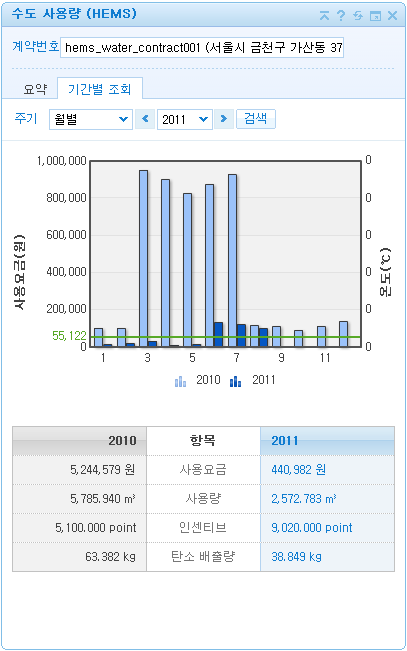 수도 사용량 (HEMS)
계약번호 hems_water_contract001 (서울시 금천구 가산동 37
요약 기간별 조회
주기 월별 2011 검색
1,000,000 0
800,000 0
600,000 0
400,000 0
200,000 0
55,122
0 0
사용요금(원)
온도(℃)
1 3 5 7 9 11
2010 2011
2010 항목 2011
5,244,579 원 사용요금 440,982 원
5,785.940 ㎥ 사용량 2,572.783 ㎥
5,100.000 point 인센티브 9,020.000 point
63.382 kg 탄소 배출량 38.849 kg